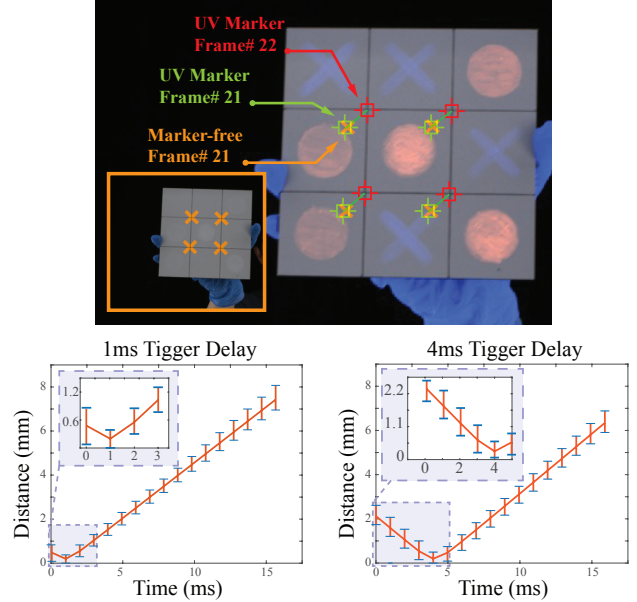 UV Marker
Frame# 22
UV Marker
Frame# 21
Marker-free
Frame# 21
1ms Tigger Delay
Distance (mm)
8
6
4
2
0
1.2
0.6
0 1 2 3
0 5 10 15
Time (ms)
4ms Tigger Delay
Distance (mm)
8
6
4
2
0
2.2
1.1
0
0 2 4
0 5 10 15
Time (ms)